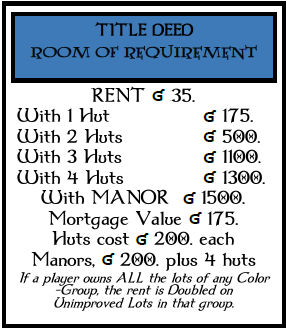 TITLE DEED
ROOM OF REQUIREMENT
RENT G 35.
With 1 Hut G 175.
With 2 Huts G 500.
With 3 Huts G 1100.
With 4 Huts G 1300.
With MANOR G 1500.
Mortgage Value G 175.
Huts cost G 200. each
Manors, G 200. plus 4 huts
If a player owns ALL the lots of any Color
-Group, the rent is Doubled on
Unimproved Lots in that group.